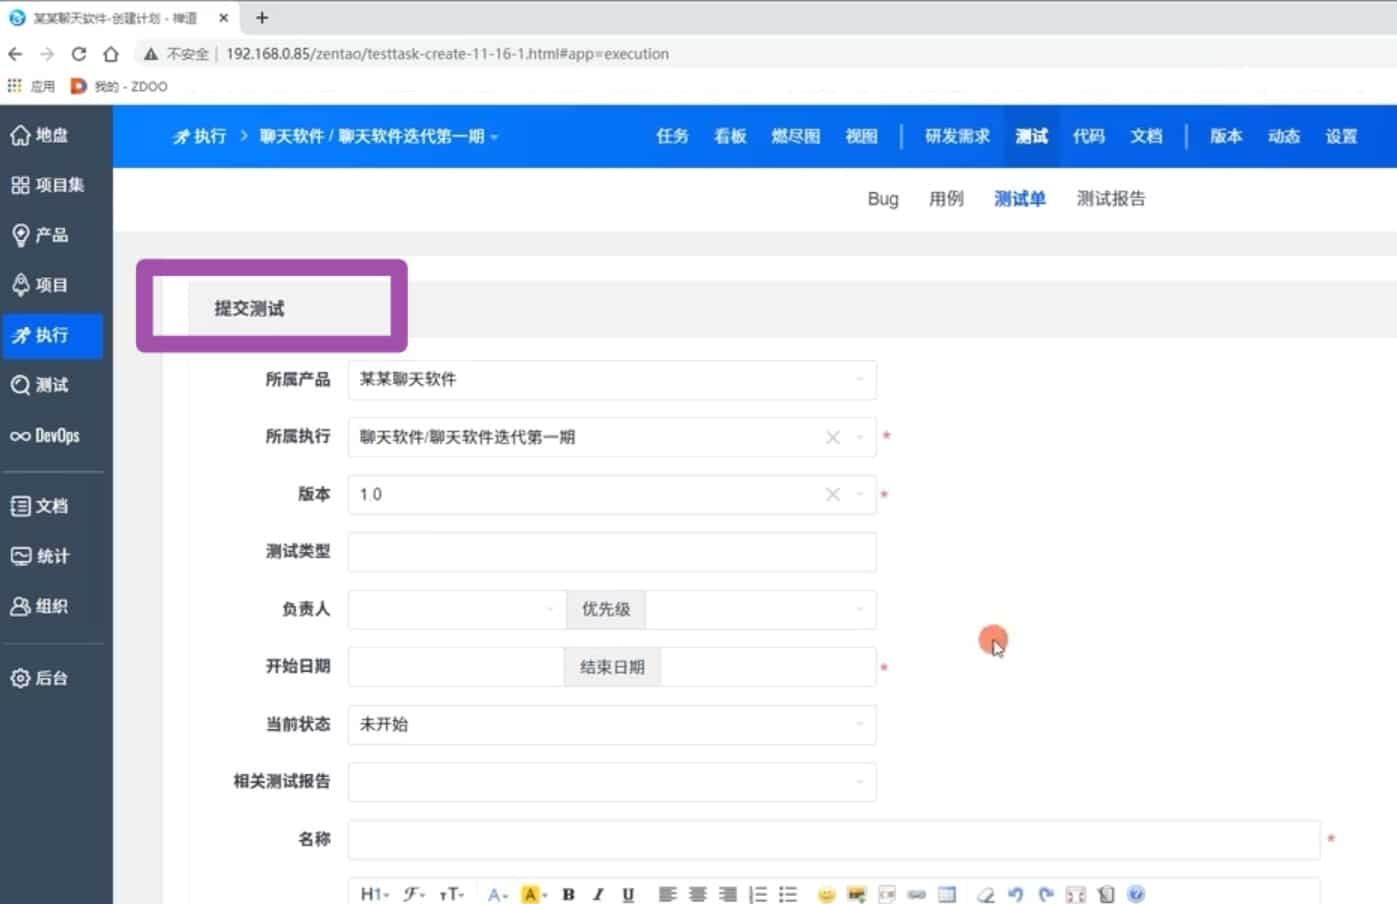 某某聊天软件-创建计划 - 禅道
不安全 | 192.168.0.85/zentao/testtask-create-11-16-1.html#app=execution
应用 我的 - ZDOO
地盘
项目集
产品
项目
执行
测试
DevOps
文档
统计
组织
后台
执行 > 聊天软件 / 聊天软件迭代第一期
任务 看板 燃尽图 视图 | 研发需求 测试 代码 文档 | 版本 动态 设置
Bug 用例 测试单 测试报告
提交测试
所属产品 某某聊天软件
所属执行 聊天软件/聊天软件迭代第一期 *
版本 1.0 *
测试类型
负责人 优先级
开始日期 结束日期 *
当前状态 未开始
相关测试报告
名称 *
H1 F TT A A B I U